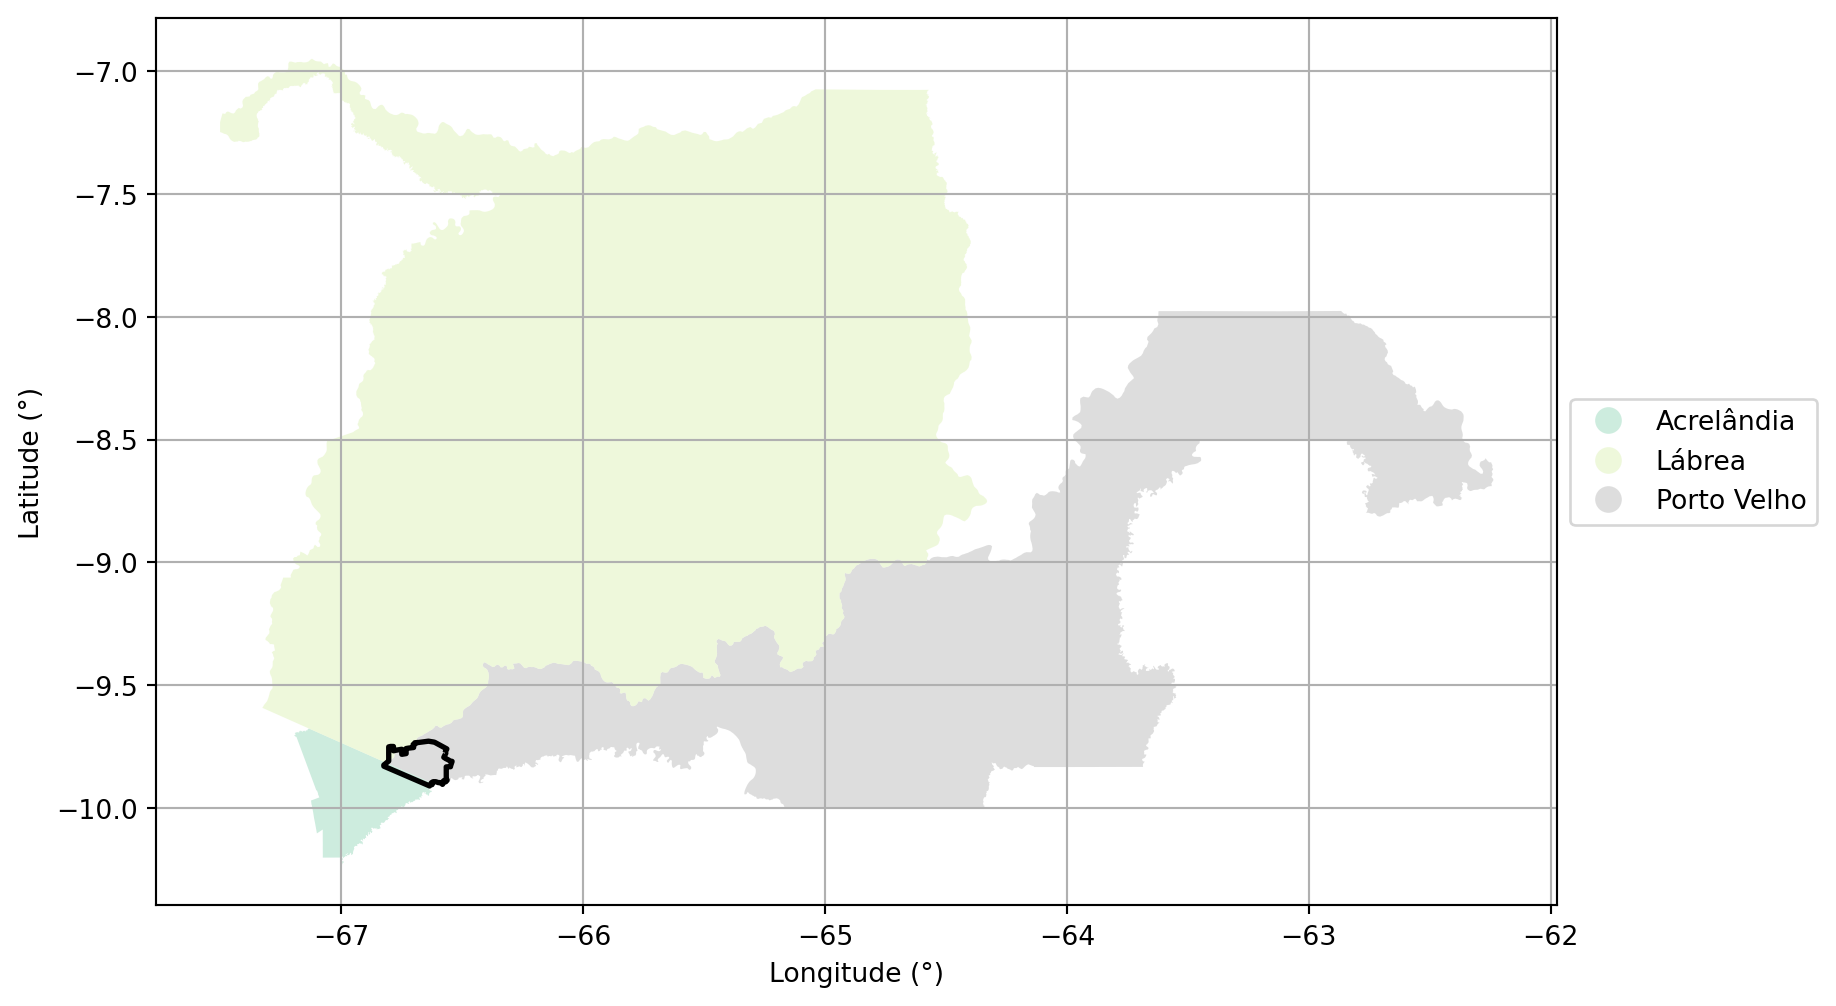 −7.0
−7.5
−8.0
−8.5
−9.0
−9.5
−10.0
Latitude (°)
−67
−66
−65
−64
−63
−62
Longitude (°)
Acrelândia
Lábrea
Porto Velho